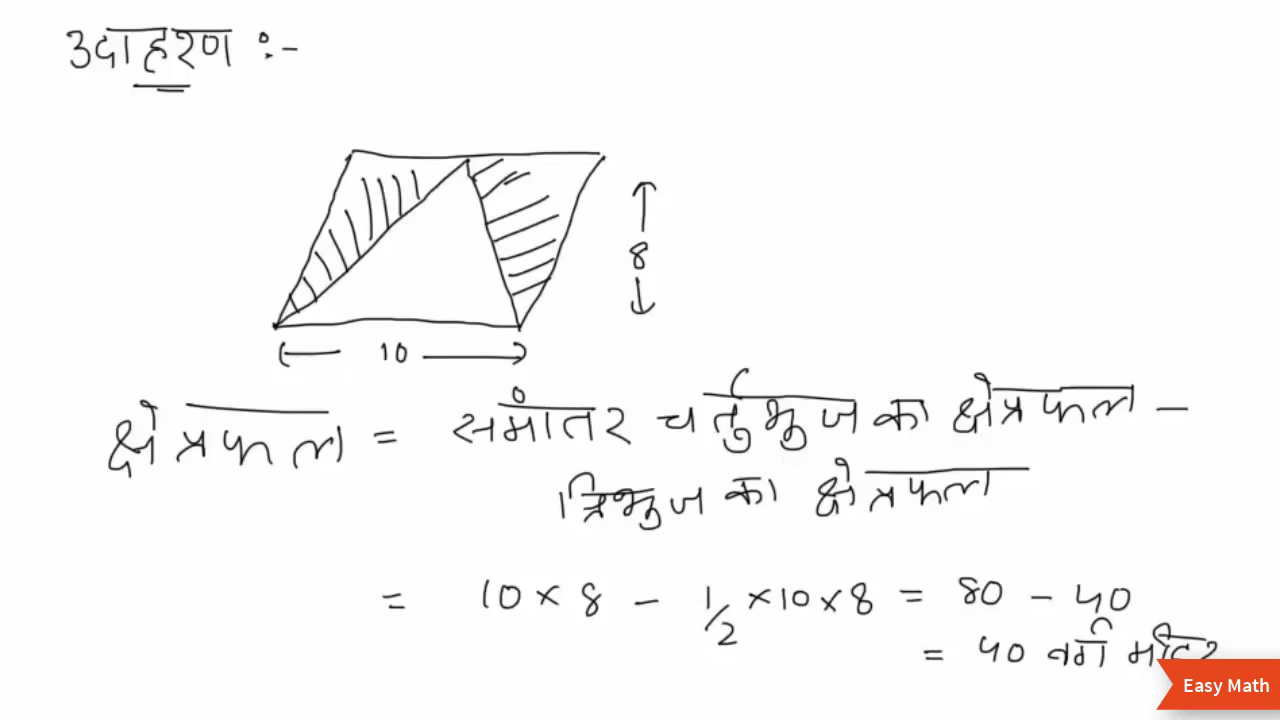 उदाहरण :-
8
10
क्षेत्रफल = समांतर चर्तुभुज का क्षेत्रफल -
त्रिभुज का क्षेत्रफल
= 10 × 8 - 1/2 × 10 × 8 = 80 - 40
= 40 वर्ग मीटर
Easy Math